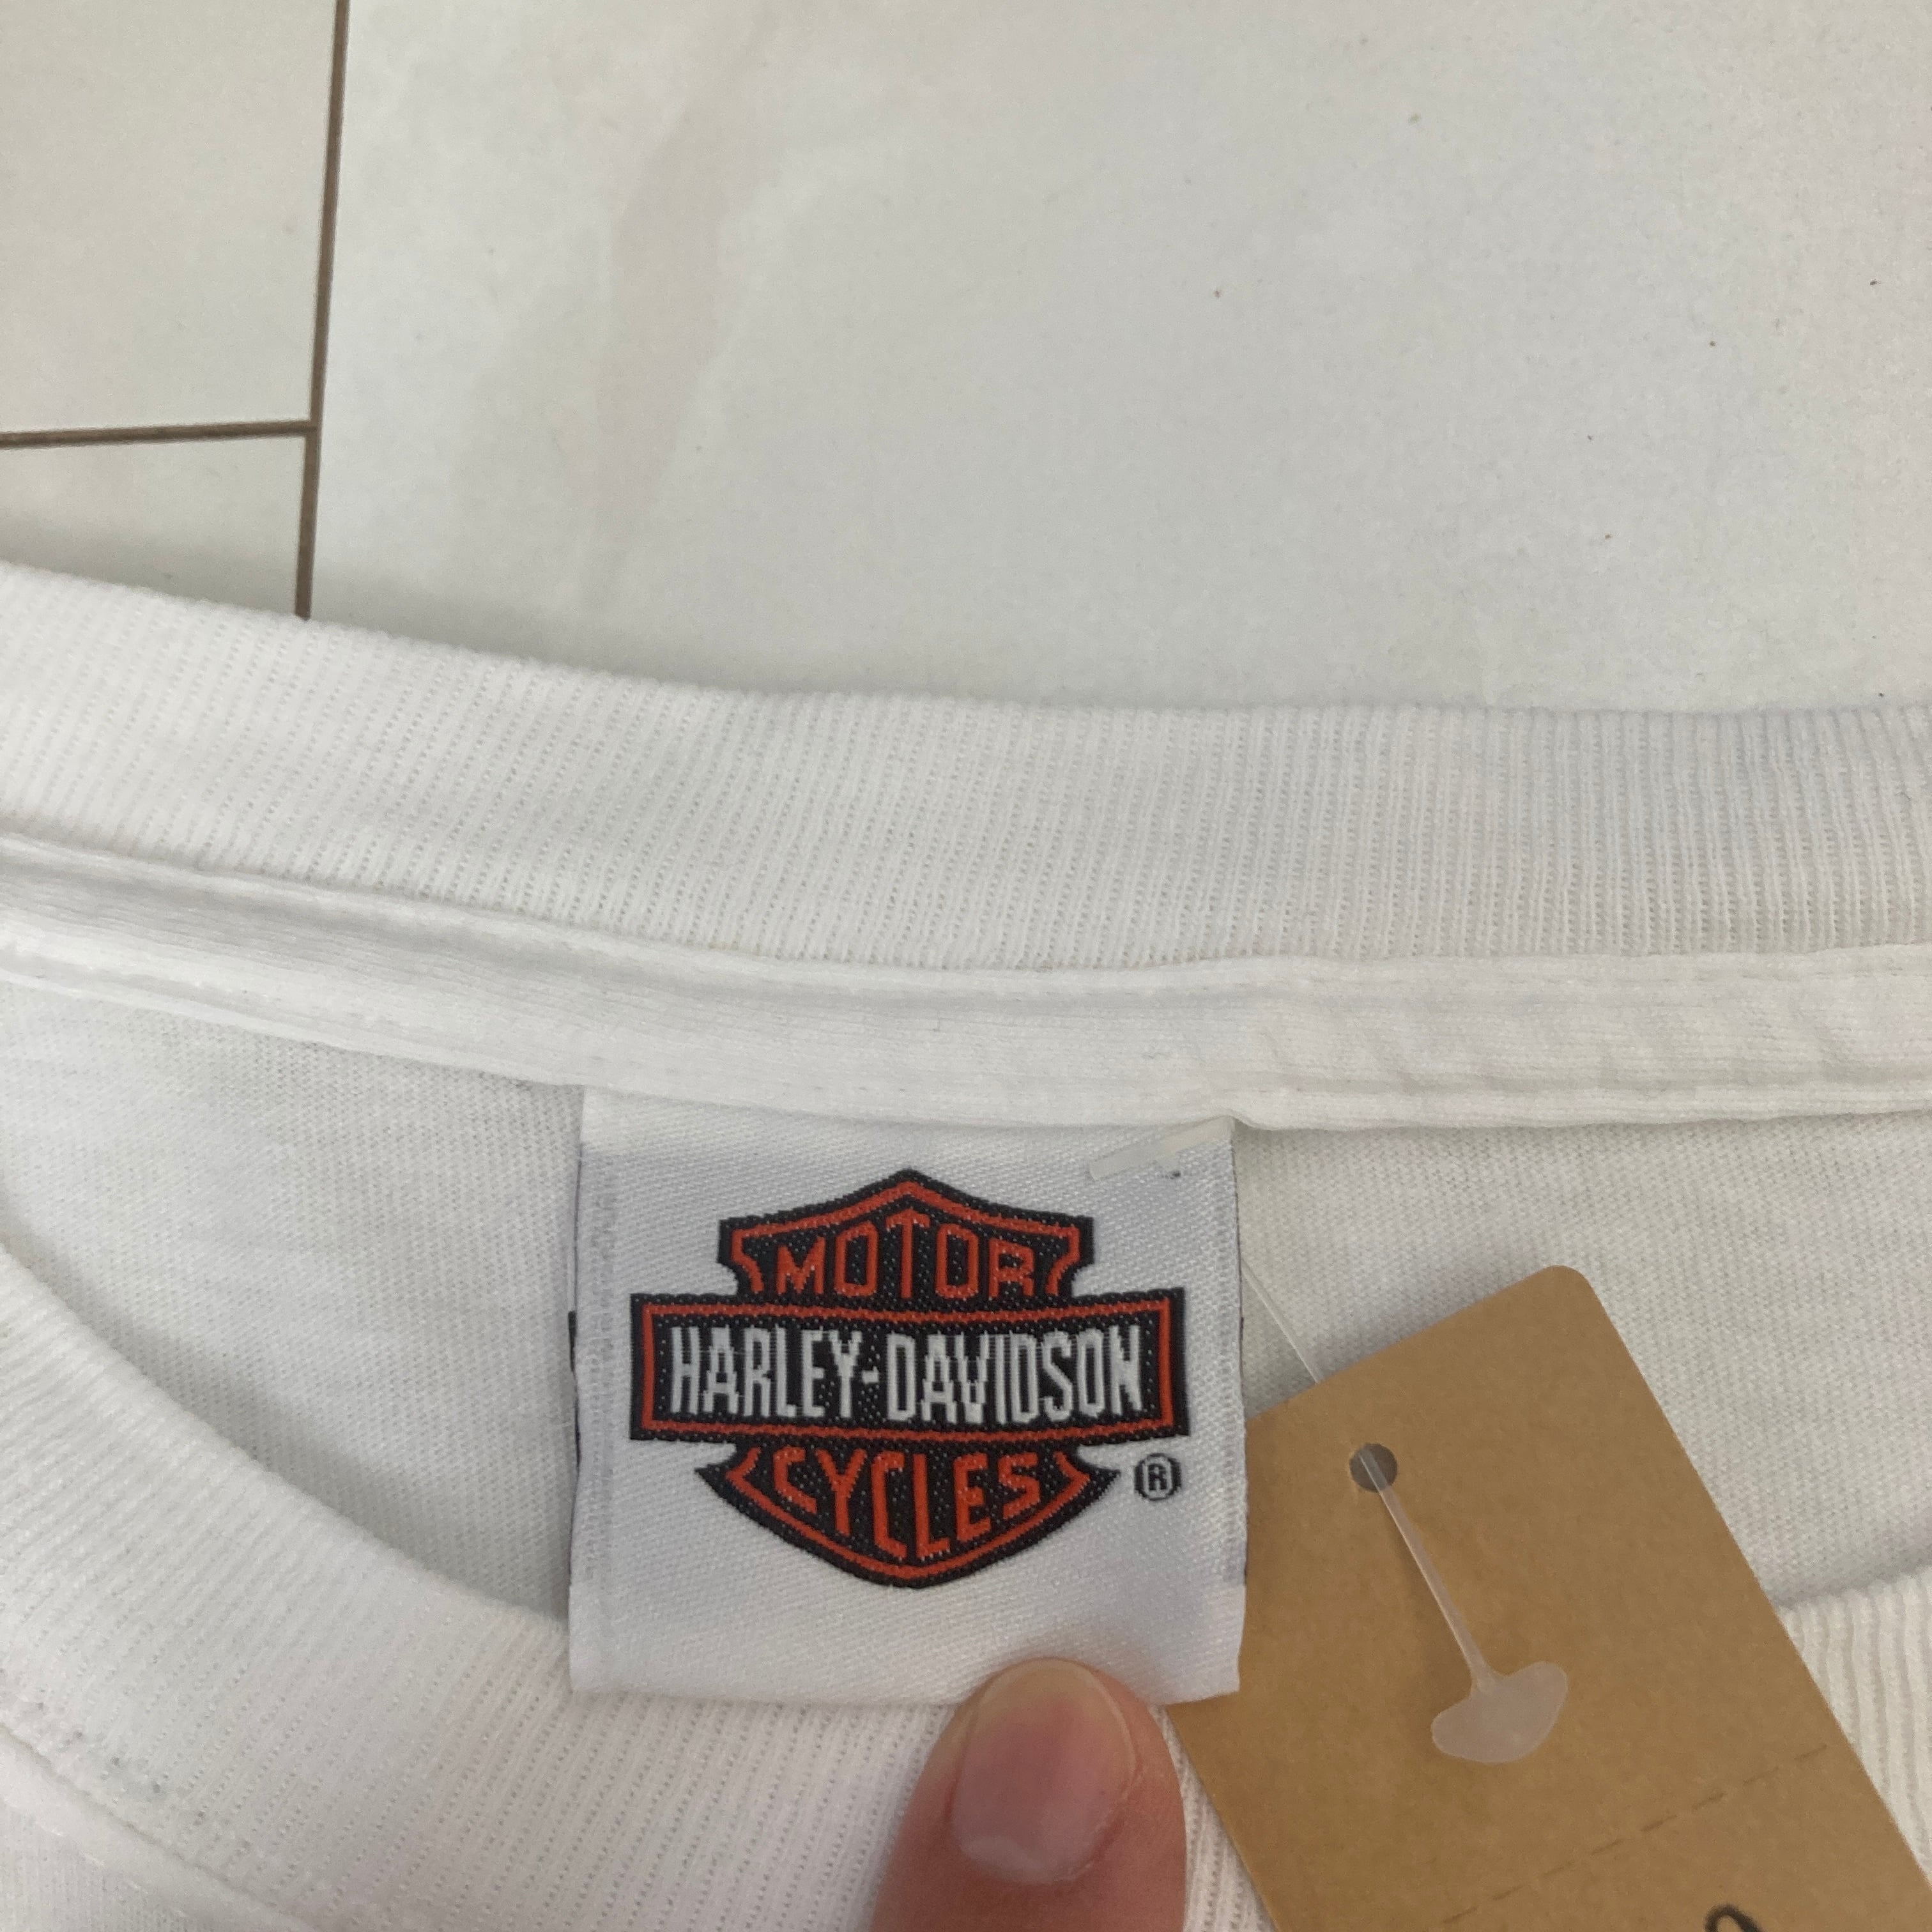 MOTOR
HARLEY-DAVIDSON
CYCLES
®